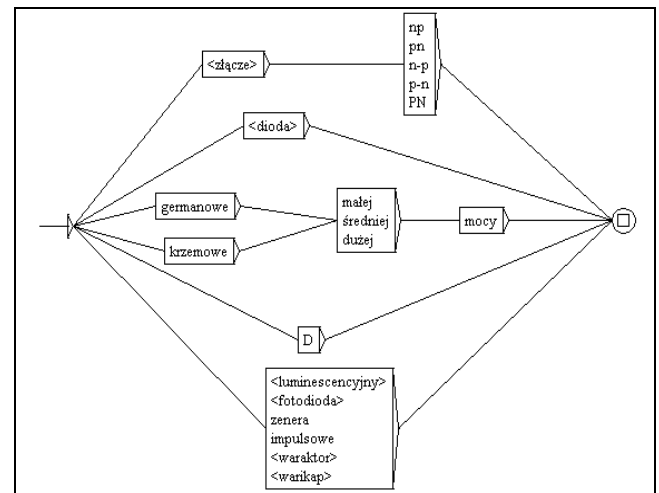 <złącze>
np
pn
n-p
p-n
PN
<dioda>
germanowe
małej
średniej
dużej
mocy
krzemowe
D
<luminescencyjny>
<fotodioda>
zenera
impulsowe
<waraktor>
<warikap>